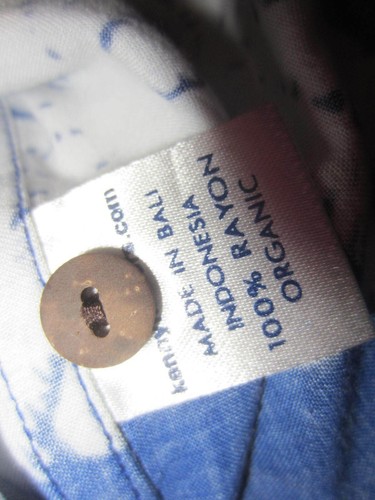 MADE IN BALI
INDONESIA
100% RAYON
ORGANIC